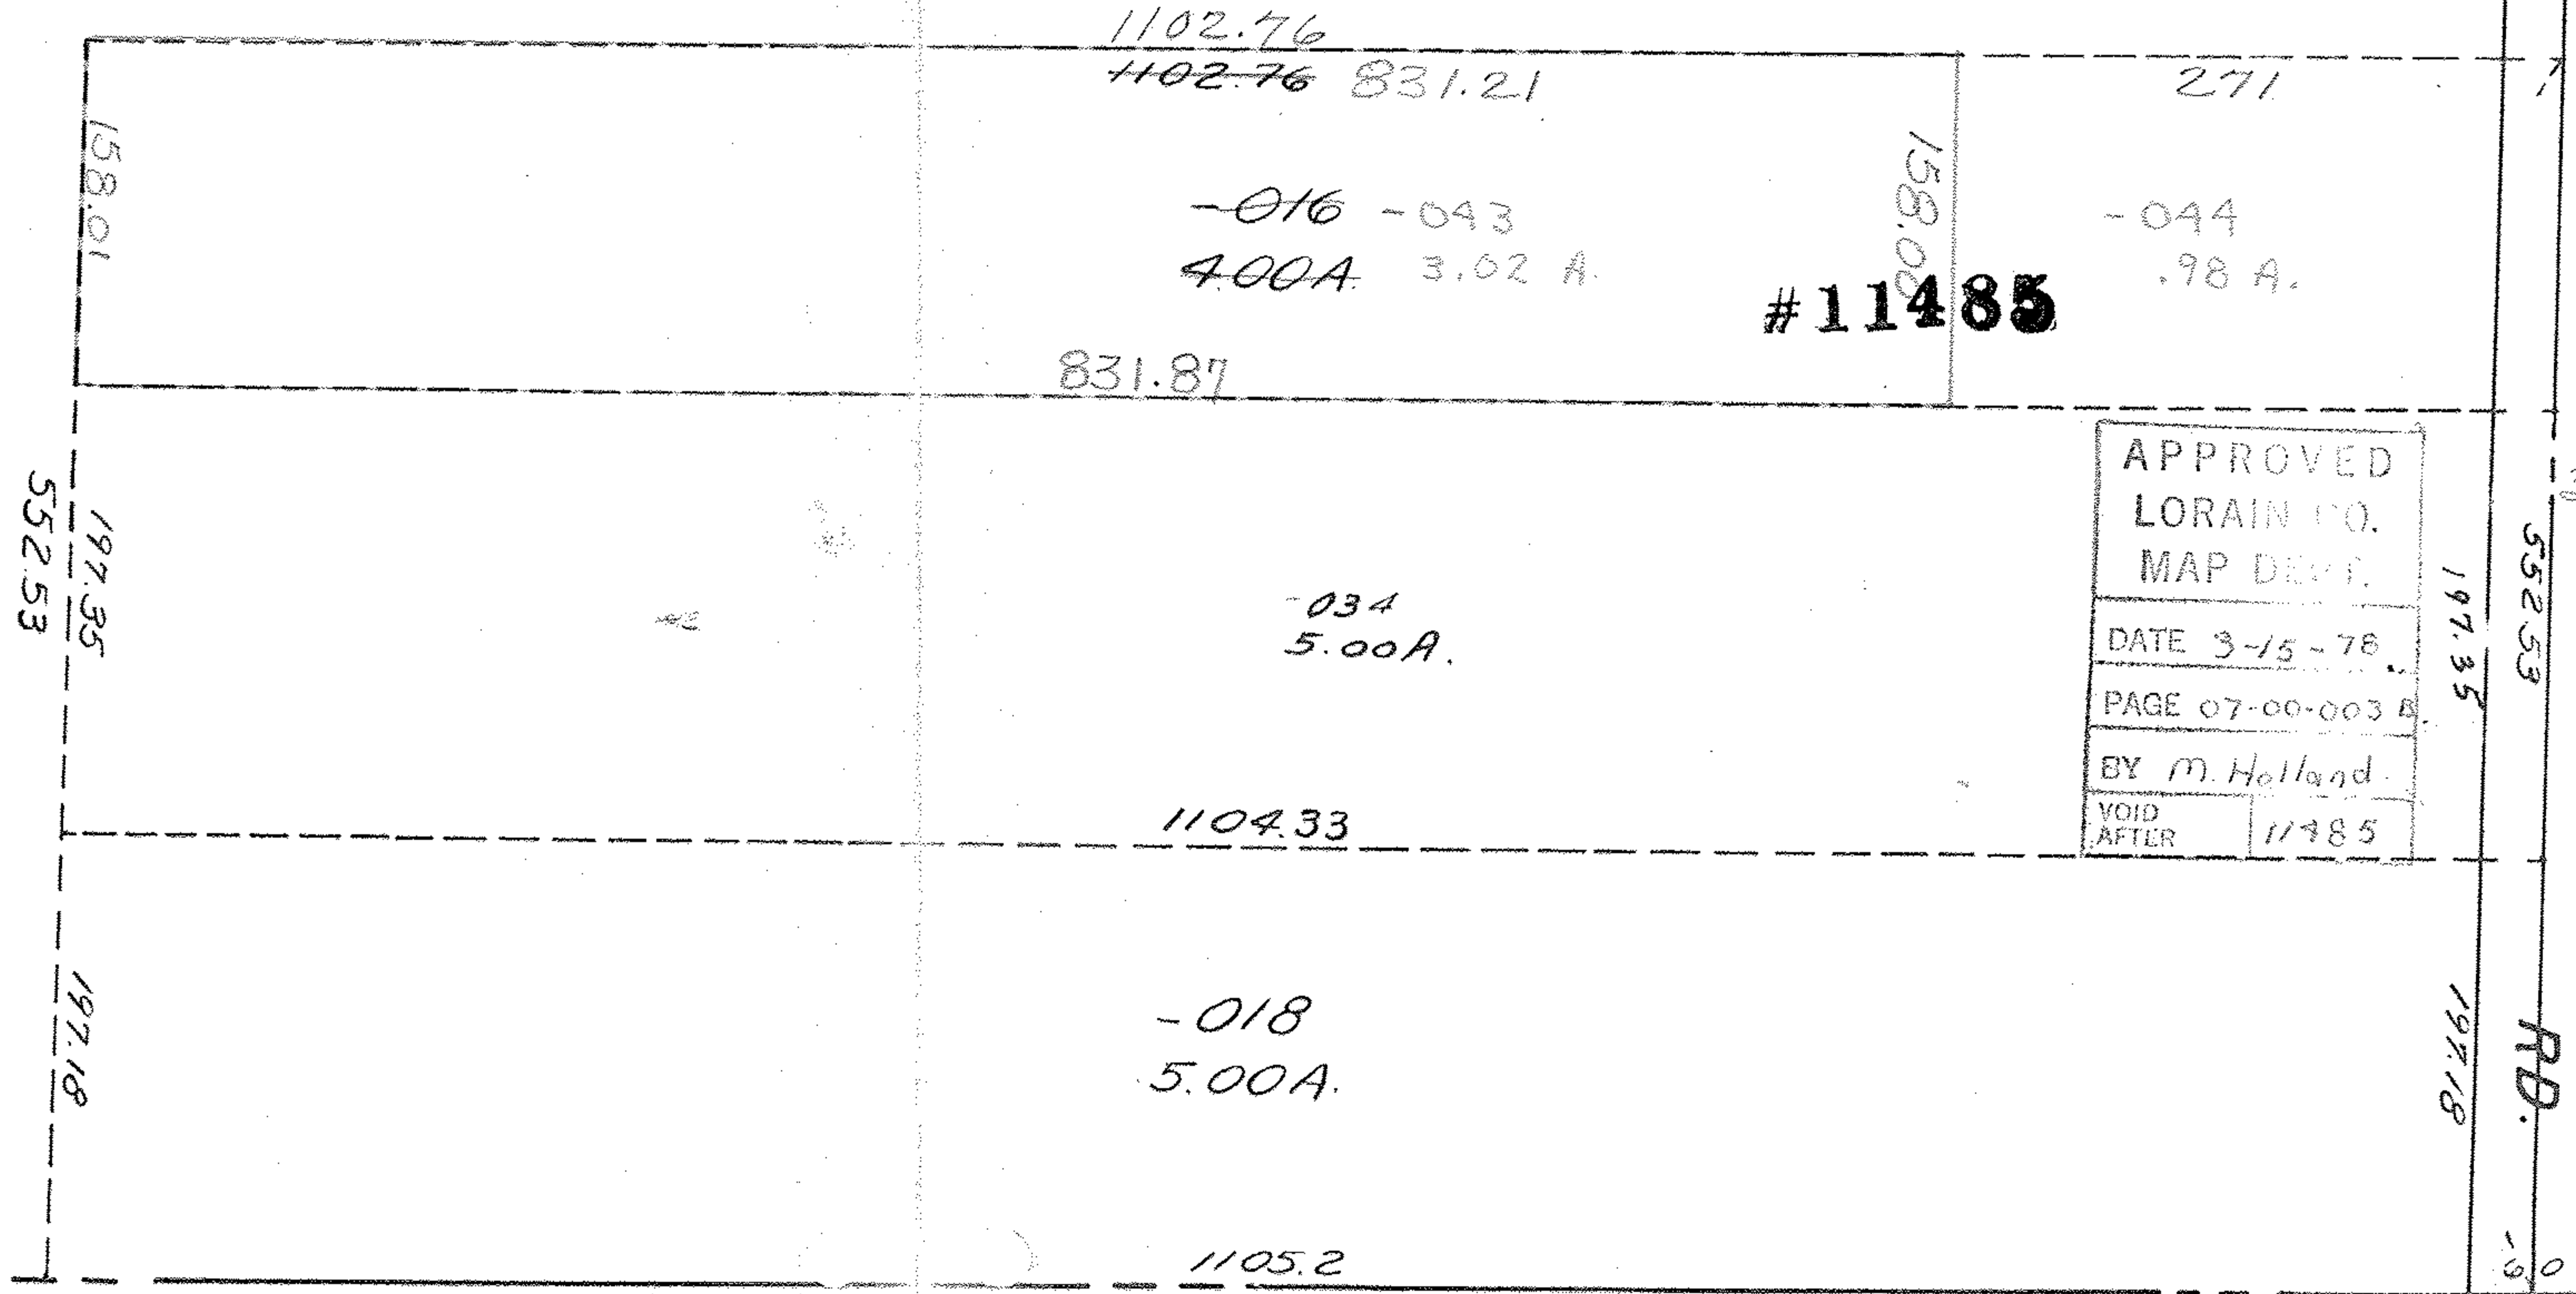 1102.76
1102.76 831.21
271
158.01
158.00
-016 -043
4.00A. 3.02 A.
-044
.98 A.
#11485
831.87
APPROVED
LORAIN CO.
MAP DEPT.
DATE 3-15-78
PAGE 07-00-003 B.
BY M. Holland
VOID AFTER 11485
197.35
552.53
-034
5.00A.
197.35
552.53
1104.33
197.18
-018
5.00A.
197.18
RD.
1105.2